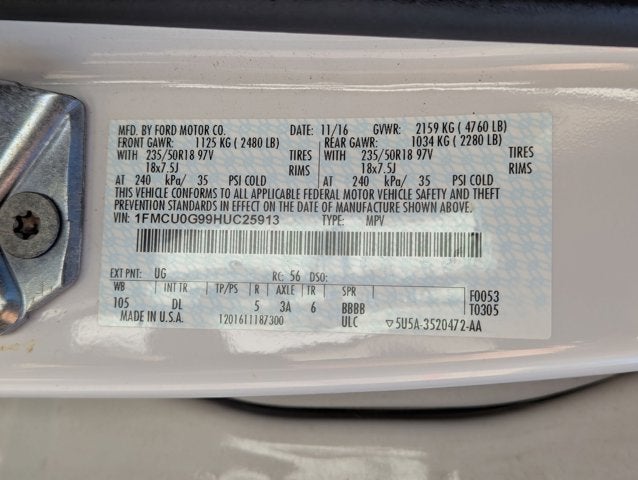 MFD. BY FORD MOTOR CO. DATE: 11/16 GVWR: 2159 KG ( 4760 LB)
FRONT GAWR: 1125 KG ( 2480 LB) REAR GAWR: 1034 KG ( 2280 LB)
WITH 235/50R18 97V TIRES WITH 235/50R18 97V TIRES
18x7.5J RIMS 18x7.5J RIMS
AT 240 kPa/ 35 PSI COLD AT 240 kPa/ 35 PSI COLD
THIS VEHICLE CONFORMS TO ALL APPLICABLE FEDERAL MOTOR VEHICLE SAFETY AND THEFT
PREVENTION STANDARDS IN EFFECT ON THE DATE OF MANUFACTURE SHOWN ABOVE.
VIN: 1FMCU0G99HUC25913 TYPE: MPV
EXT PNT: UG RC: 56 DSO:
WB INT TR TP/PS R AXLE TR SPR F0053
105 DL 5 3A 6 BBBB T0305
MADE IN U.S.A. 1201611187300 ULC ▽5U5A-3520472-AA